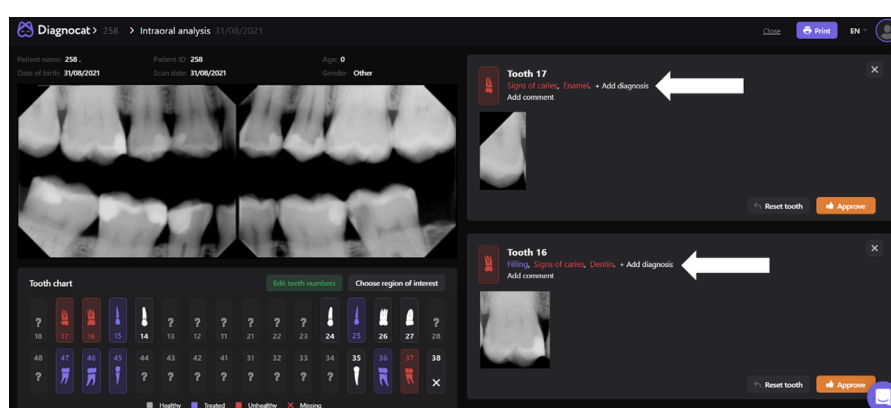 Diagnocat > 258 . > Intraoral analysis 31/08/2021
Close
Print
EN
Patient name: 258 .
Patient ID: 258
Age: 0
Date of birth: 31/08/2021
Scan date: 31/08/2021
Gender: Other
Tooth 17
Signs of caries, Enamel, + Add diagnosis
Add comment
Reset tooth
Approve
Tooth 16
Filling, Signs of caries, Dentin, + Add diagnosis
Add comment
Reset tooth
Approve
Tooth chart
Edit teeth numbers
Choose region of interest
? ? ? ? ? ? ? ? ?
18 17 16 15 14 13 12 11 21 22 23 24 25 26 27 28
48 47 46 45 44 43 42 41 31 32 33 34 35 36 37 38
? ? ? ? ? ? ? ? ? ?
Healthy Treated Unhealthy Missing